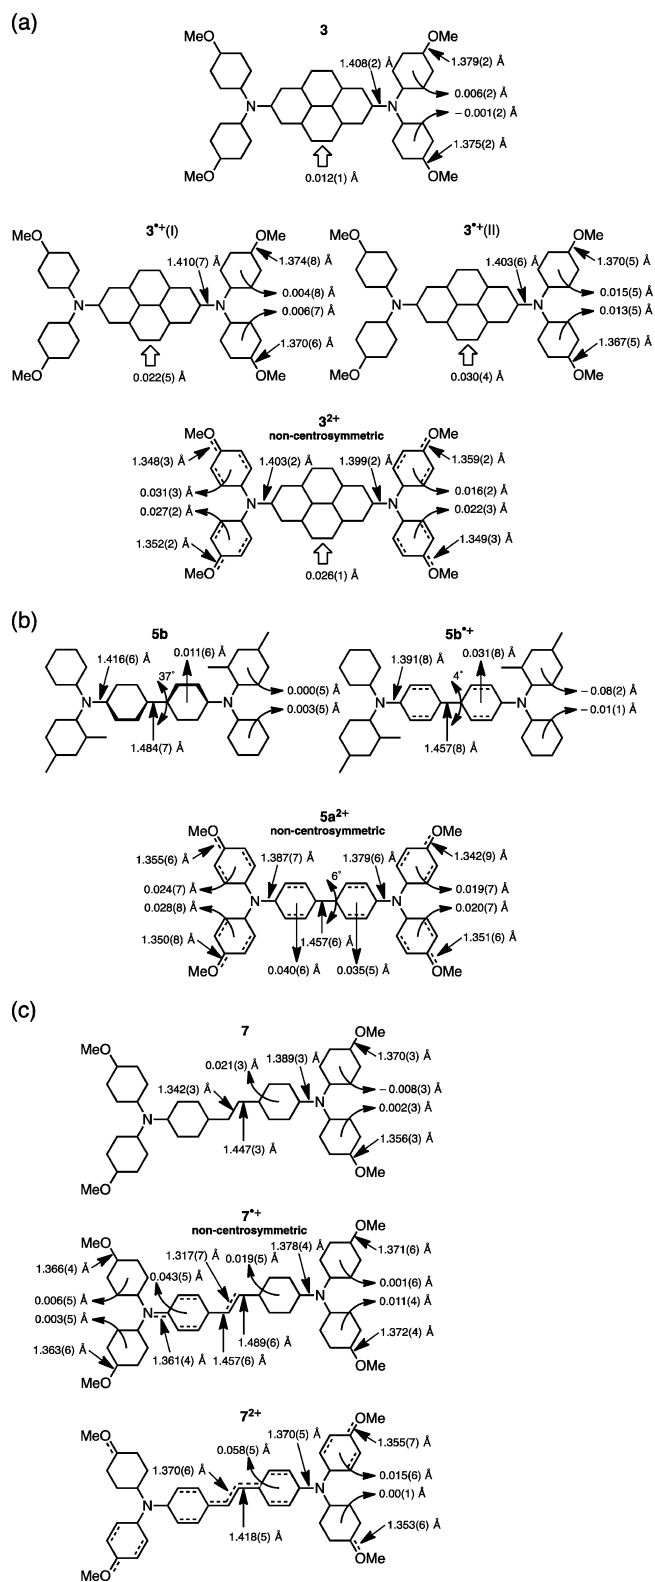 (a)
3
MeO OMe
1.408(2) Å 1.379(2) Å
0.006(2) Å
N N
−0.001(2) Å
1.375(2) Å
MeO OMe
0.012(1) Å
3•+(I) 3•+(II)
MeO OMe MeO OMe
1.410(7) Å 1.374(8) Å 1.403(6) Å 1.370(5) Å
0.004(8) Å 0.015(5) Å
N N N N
0.006(7) Å 0.013(5) Å
1.370(6) Å 1.367(5) Å
MeO OMe MeO OMe
0.022(5) Å 0.030(4) Å
32+
non-centrosymmetric
MeO OMe
1.348(3) Å 1.403(2) Å 1.399(2) Å 1.359(2) Å
0.031(3) Å 0.016(2) Å
N N
0.027(2) Å 0.022(3) Å
1.352(2) Å 1.349(3) Å
MeO OMe
0.026(1) Å
(b)
5b 5b•+
1.416(6) Å 37° 0.011(6) Å 1.391(8) Å 4° 0.031(8) Å
0.000(5) Å −0.08(2) Å
N N N N
0.003(5) Å −0.01(1) Å
1.484(7) Å 1.457(8) Å
5a2+
non-centrosymmetric
MeO OMe
1.355(6) Å 1.387(7) Å 6° 1.379(6) Å 1.342(9) Å
0.024(7) Å 0.019(7) Å
N N
0.028(8) Å 0.020(7) Å
1.350(8) Å 1.457(6) Å 1.351(6) Å
MeO OMe
0.040(6) Å 0.035(5) Å
(c)
7
MeO OMe
0.021(3) Å 1.389(3) Å 1.370(3) Å
1.342(3) Å −0.008(3) Å
N N
0.002(3) Å
1.447(3) Å 1.356(3) Å
MeO OMe
7•+
non-centrosymmetric
MeO OMe
1.366(4) Å 1.317(7) Å 0.019(5) Å 1.378(4) Å 1.371(6) Å
0.043(5) Å
0.006(5) Å 0.001(6) Å
N N
0.003(5) Å 0.011(4) Å
1.489(6) Å
1.363(6) Å 1.361(4) Å 1.457(6) Å 1.372(4) Å
MeO OMe
72+
MeO OMe
0.058(5) Å 1.370(5) Å 1.355(7) Å
1.370(6) Å 0.015(6) Å
N N
0.00(1) Å
1.418(5) Å 1.353(6) Å
MeO OMe